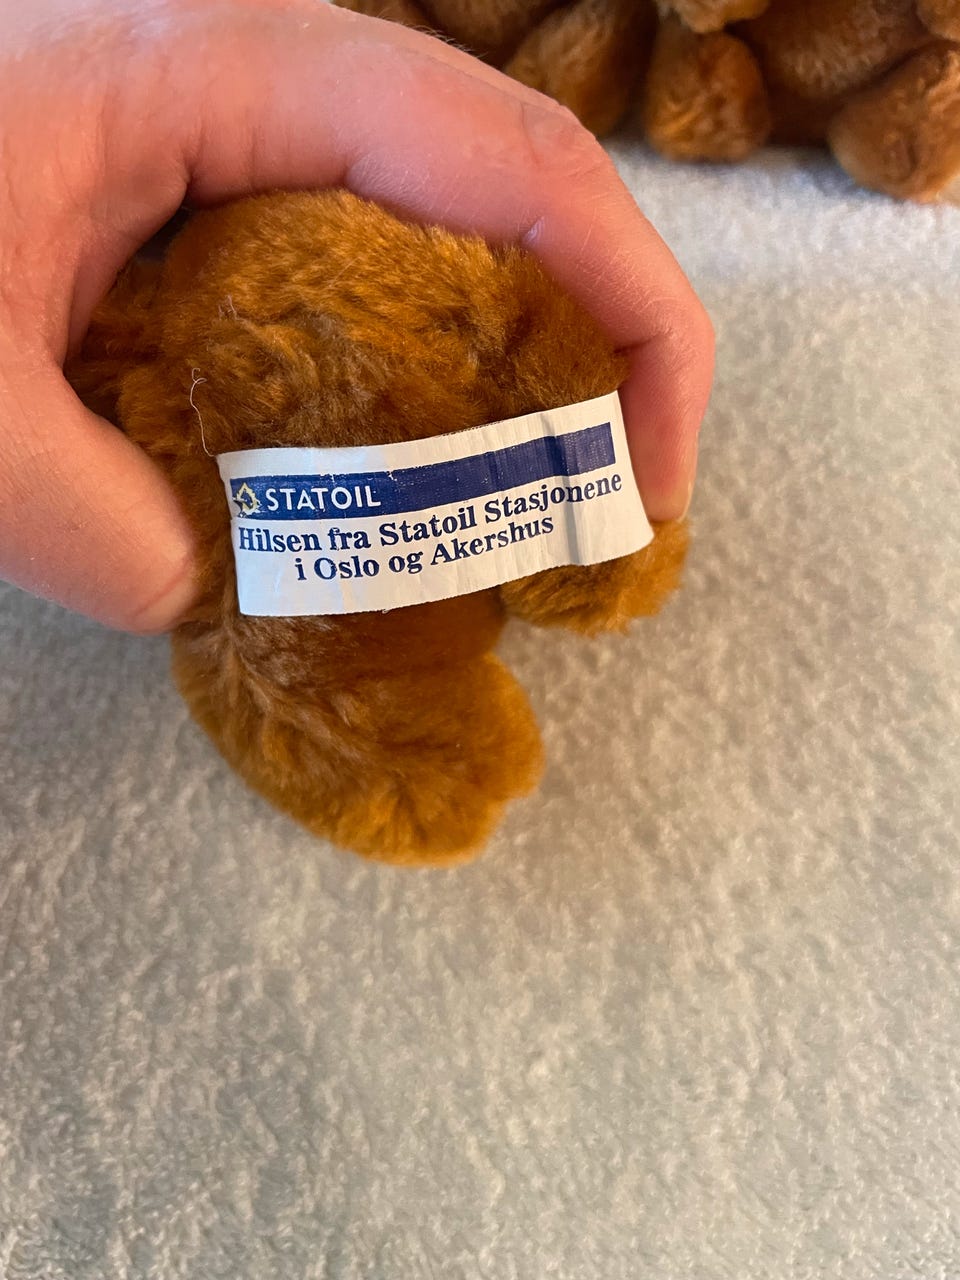 STATOIL
Hilsen fra Statoil Stasjonene
i Oslo og Akershus